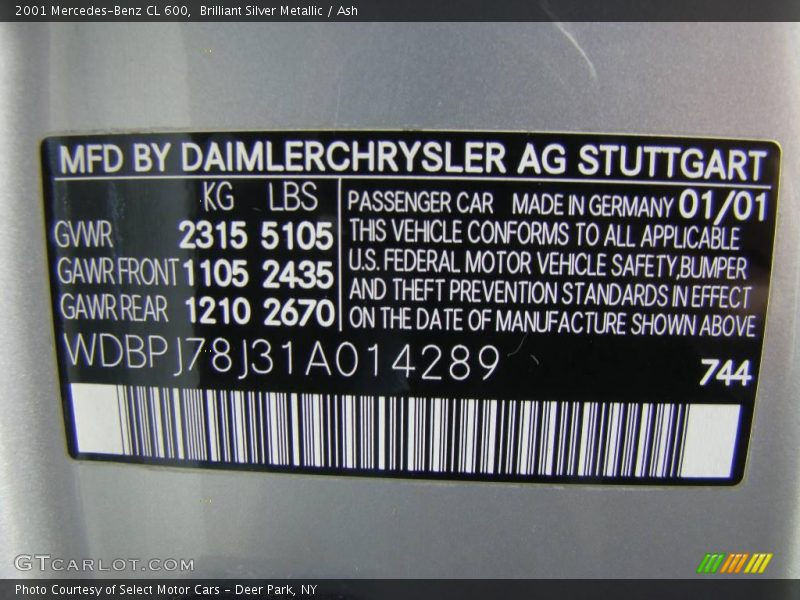 2001 Mercedes-Benz CL 600,  Brilliant Silver Metallic / Ash
MFD BY DAIMLERCHRYSLER AG STUTTGART
KG LBS
GVWR 2315 5105
GAWR FRONT 1105 2435
GAWR REAR 1210 2670
PASSENGER CAR MADE IN GERMANY 01/01
THIS VEHICLE CONFORMS TO ALL APPLICABLE
U.S. FEDERAL MOTOR VEHICLE SAFETY,BUMPER
AND THEFT PREVENTION STANDARDS IN EFFECT
ON THE DATE OF MANUFACTURE SHOWN ABOVE
WDBPJ78J31A014289
744
GTCARLOT.COM
Photo Courtesy of Select Motor Cars - Deer Park, NY